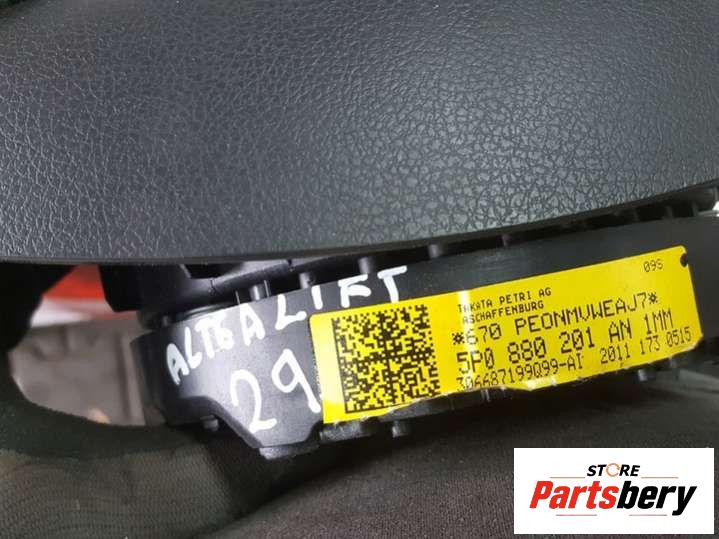 ALTEA LIFT
29
TAKATA PETRI AG
ASCHAFFENBURG
09S
*670 PEONMVWEAJ7*
5P0 880 201 AN 1MM
306687199Q99-AI 2011 173 0515
STORE
Partsbery